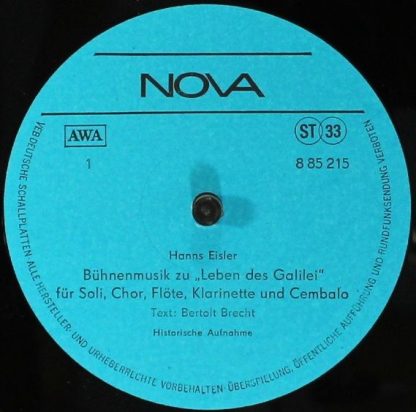 NOVA
AWA
ST 33
1
8 85 215
Hanns Eisler
Bühnenmusik zu „Leben des Galilei"
für Soli, Chor, Flöte, Klarinette und Cembalo
Text: Bertolt Brecht
Historische Aufnahme
VEB DEUTSCHE SCHALLPLATTEN · ALLE HERSTELLER- UND URHEBERRECHTE VORBEHALTEN · ÜBERSPIELUNG, ÖFFENTLICHE AUFFÜHRUNG UND RUNDFUNKSENDUNG VERBOTEN